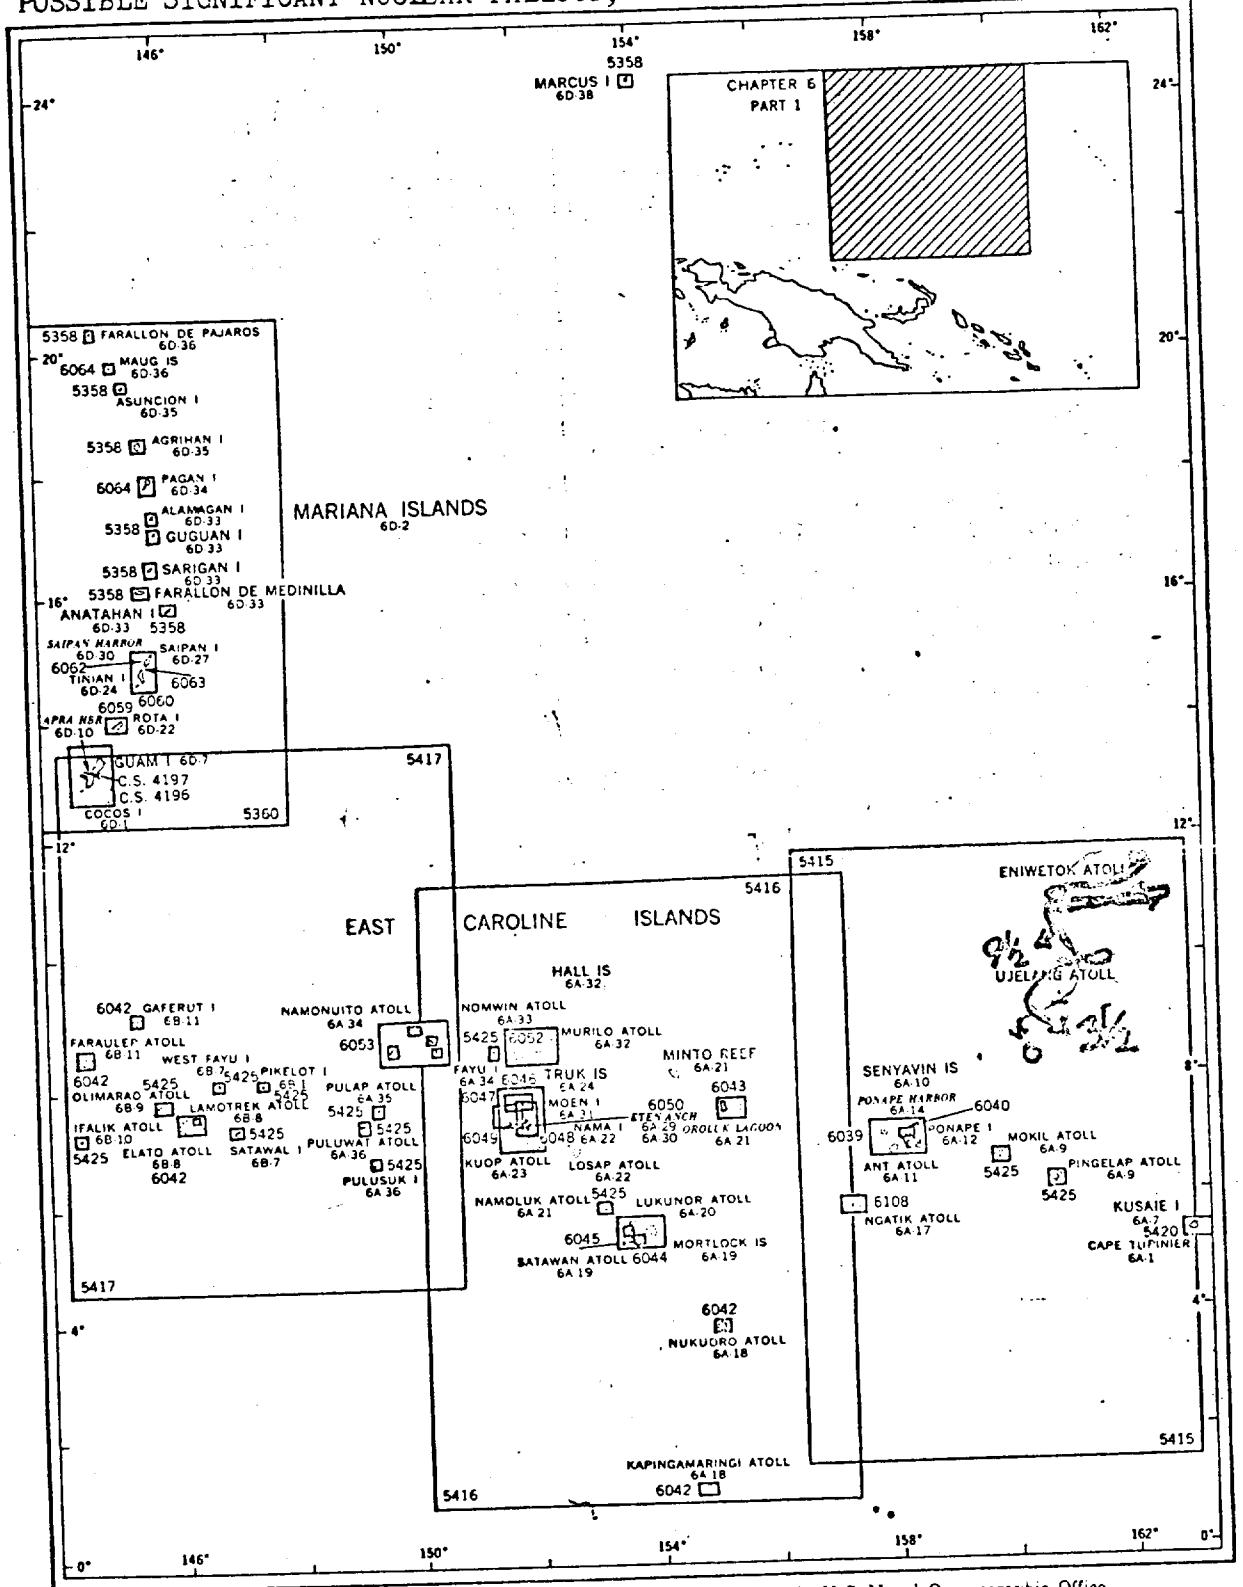 POSSIBLE SIGNIFICANT NUCLEAR
146° 150° 154° 158° 162°
5358
MARCUS I
6D-38
24°
CHAPTER 6
PART 1
24°
5358 FARALLON DE PAJAROS
6D-36
20°
MAUG IS
6064 6D-36
5358
ASUNCION I
6D-35
20°
AGRIHAN I
5358 6D-35
PAGAN I
6064 6D-34
ALAMAGAN I
6D-33
5358
GUGUAN I
6D-33
MARIANA ISLANDS
6D-2
5358 SARIGAN I
6D-33
5358 FARALLON DE MEDINILLA
6D-33
16°
16°
ANATAHAN I
6D-33 5358
SAIPAN HARBOR
6D-30
SAIPAN I
6D-27
6062
TINIAN I
6D-24
6063
6059 6060
APRA HBR
6D-10
ROTA I
6D-22
GUAM I 6D-7
C.S. 4197
C.S. 4196
COCOS I
6D-1
5360
5417
12°
12°
5415
5416
ENIWETOK ATOLL
EAST CAROLINE ISLANDS
9½
UJELANG ATOLL
3½
HALL IS
6A-32
6042 GAFERUT I
6B-11
NAMONUITO ATOLL
6A-34
6053
NOMWIN ATOLL
6A-33
5425 6052
MURILO ATOLL
6A-32
FARAULEP ATOLL
6B-11
6042
WEST FAYU I
6B-7
5425
PIKELOT I
6B-1
5425
FAYU I
6A-34
MINTO REEF
6A-21
8°
SENYAVIN IS
6A-10
PONAPE HARBOR
6A-14
6040
5425
OLIMARAO ATOLL
6B-9
LAMOTREK ATOLL
6B-8
PULAP ATOLL
6A-35
5425
6046
TRUK IS
6A-24
6047
MOEN I
6A-31
ETEN ANCH
6A-29
6050 6043
OROLUK LAGOON
6A-21
IFALIK ATOLL
6B-10
5425
ELATO ATOLL
6B-8
6042
5425
SATAWAL I
6B-7
5425
PULUWAT ATOLL
6A-36
5425
PULUSUK I
6A-36
6049 6048
NAMA I
6A-22
6A-30
KUOP ATOLL
6A-23
LOSAP ATOLL
6A-22
6039
PONAPE I
6A-12
ANT ATOLL
6A-11
MOKIL ATOLL
6A-9
5425
PINGELAP ATOLL
6A-9
5425
NAMOLUK ATOLL
6A-21
5425
LUKUNOR ATOLL
6A-20
6045
6044
MORTLOCK IS
6A-19
SATAWAN ATOLL
6A-19
6108
NGATIK ATOLL
6A-17
KUSAIE I
6A-7
5420
6A-1
5417
4°
4°
6042
NUKUORO ATOLL
6A-18
5415
KAPINGAMARINGI ATOLL
6A-18
6042
5416
0° 146° 150° 154° 158° 162° 0°